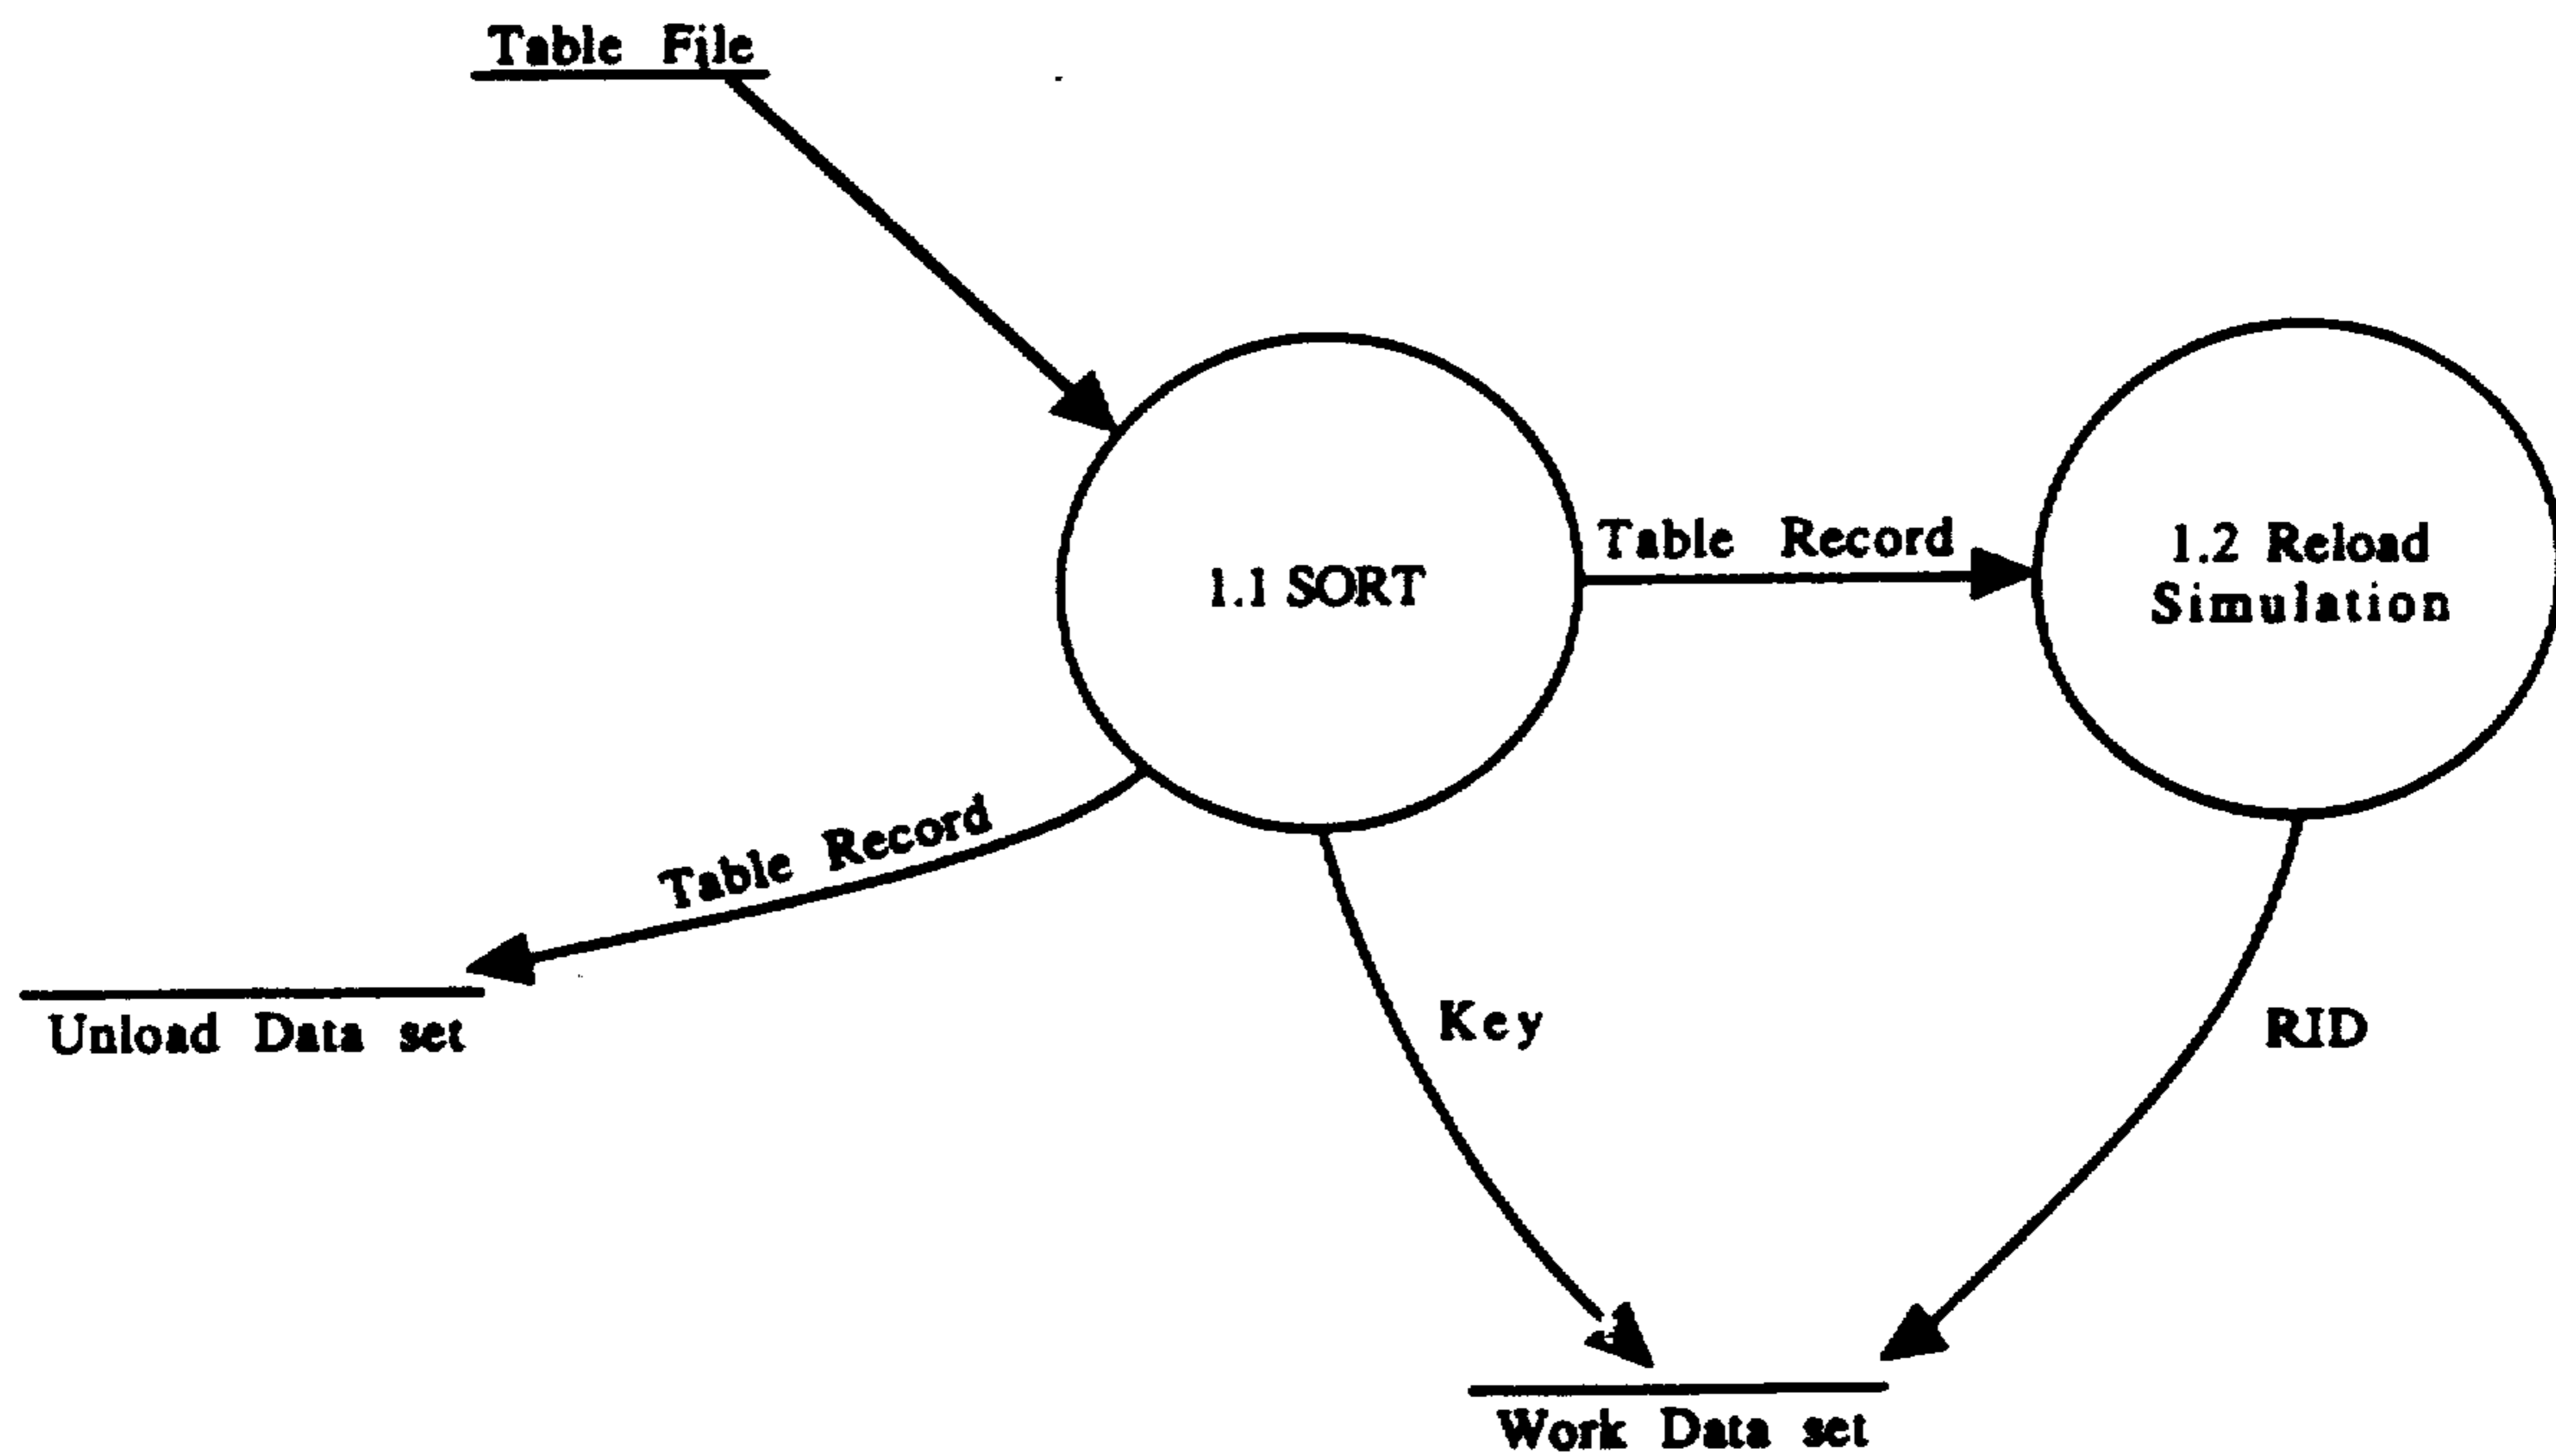 Table File
Table Record
1.1 SORT
1.2 Reload
Simulation
Table Record
Unload Data set
Key
RID
Work Data set